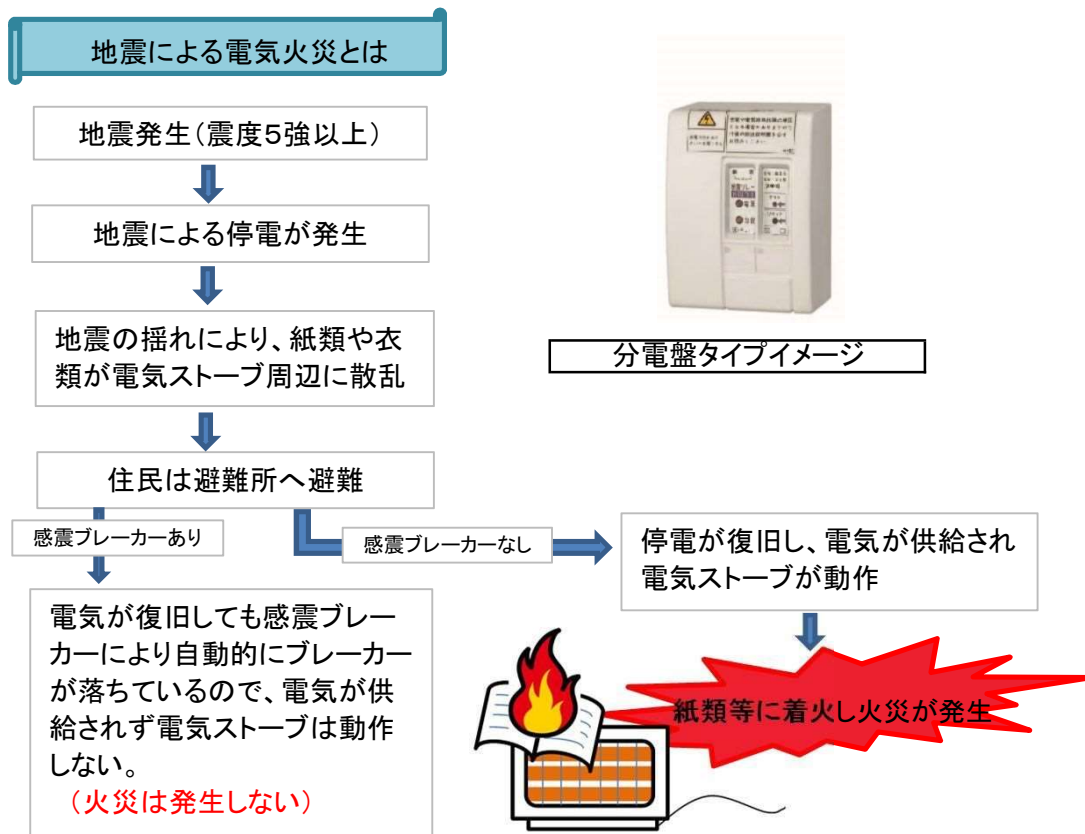 地震による電気火災とは
地震発生（震度５強以上）
地震による停電が発生
地震の揺れにより、紙類や衣
類が電気ストーブ周辺に散乱
分電盤タイプイメージ
住民は避難所へ避難
感震ブレーカーあり
感震ブレーカーなし
停電が復旧し、電気が供給され
電気ストーブが動作
電気が復旧しても感震ブレー
カーにより自動的にブレーカー
が落ちているので、電気が供
給されず電気ストーブは動作
しない。
（火災は発生しない）
紙類等に着火し火災が発生